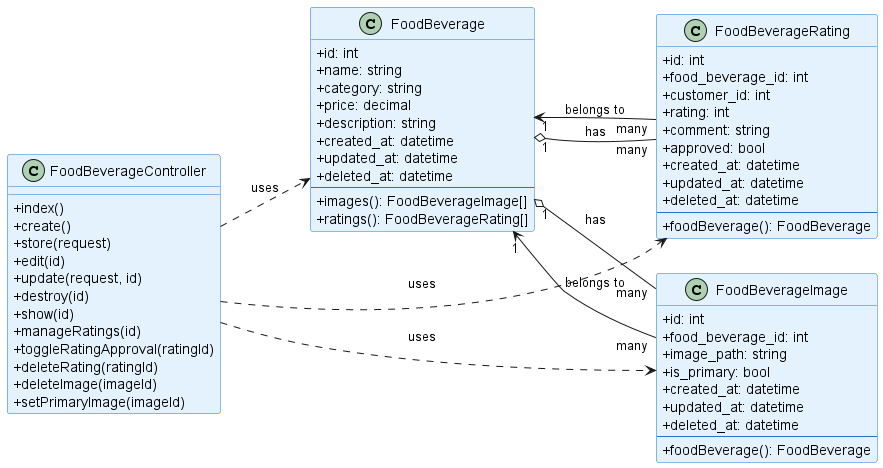 C FoodBeverageController
+index()
+create()
+store(request)
+edit(id)
+update(request, id)
+destroy(id)
+show(id)
+manageRatings(id)
+toggleRatingApproval(ratingId)
+deleteRating(ratingId)
+deleteImage(imageId)
+setPrimaryImage(imageId)
C FoodBeverage
+id: int
+name: string
+category: string
+price: decimal
+description: string
+created_at: datetime
+updated_at: datetime
+deleted_at: datetime
+images(): FoodBeverageImage[]
+ratings(): FoodBeverageRating[]
C FoodBeverageRating
+id: int
+food_beverage_id: int
+customer_id: int
+rating: int
+comment: string
+approved: bool
+created_at: datetime
+updated_at: datetime
+deleted_at: datetime
+foodBeverage(): FoodBeverage
C FoodBeverageImage
+id: int
+food_beverage_id: int
+image_path: string
+is_primary: bool
+created_at: datetime
+updated_at: datetime
+deleted_at: datetime
+foodBeverage(): FoodBeverage
uses
uses
uses
belongs to
1
many
has
1
many
has
1
many
belongs to
1
many